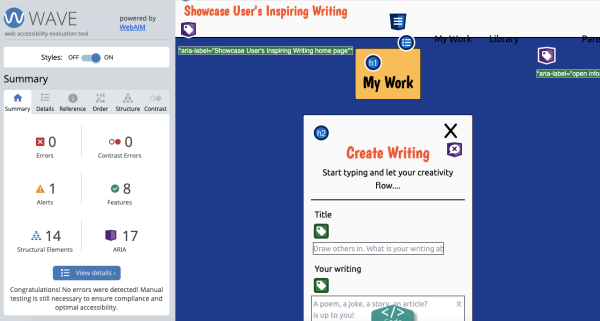 WAVE
web accessibility evaluation tool
powered by
WebAIM
Styles: OFF ON
Summary
Summary Details Reference Order Structure Contrast
0
Errors
0
Contrast Errors
1
Alerts
8
Features
14
Structural Elements
17
ARIA
View details ›
Congratulations! No errors were detected! Manual
testing is still necessary to ensure compliance and
optimal accessibility.
Showcase User's Inspiring Writing
*"aria-label="Showcase User's Inspiring Writing home page"*
My Work Library
"aria-label="open info
h1
My Work
h2
X
Create Writing
Start typing and let your creativity
flow....
Title
Draw others in. What is your writing ab
Your writing
A poem, a joke, a story, an article? It
is up to you!
</>